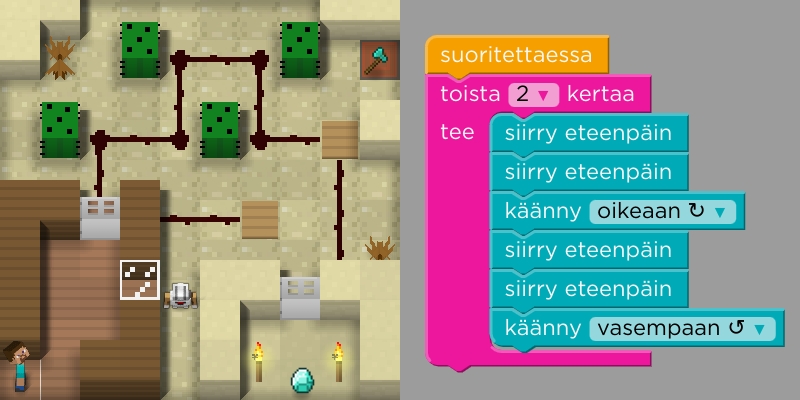 suoritettaessa
toista 2 ▼ kertaa
tee
siirry eteenpäin
siirry eteenpäin
käänny oikeaan ↻ ▼
siirry eteenpäin
siirry eteenpäin
käänny vasempaan ↺ ▼